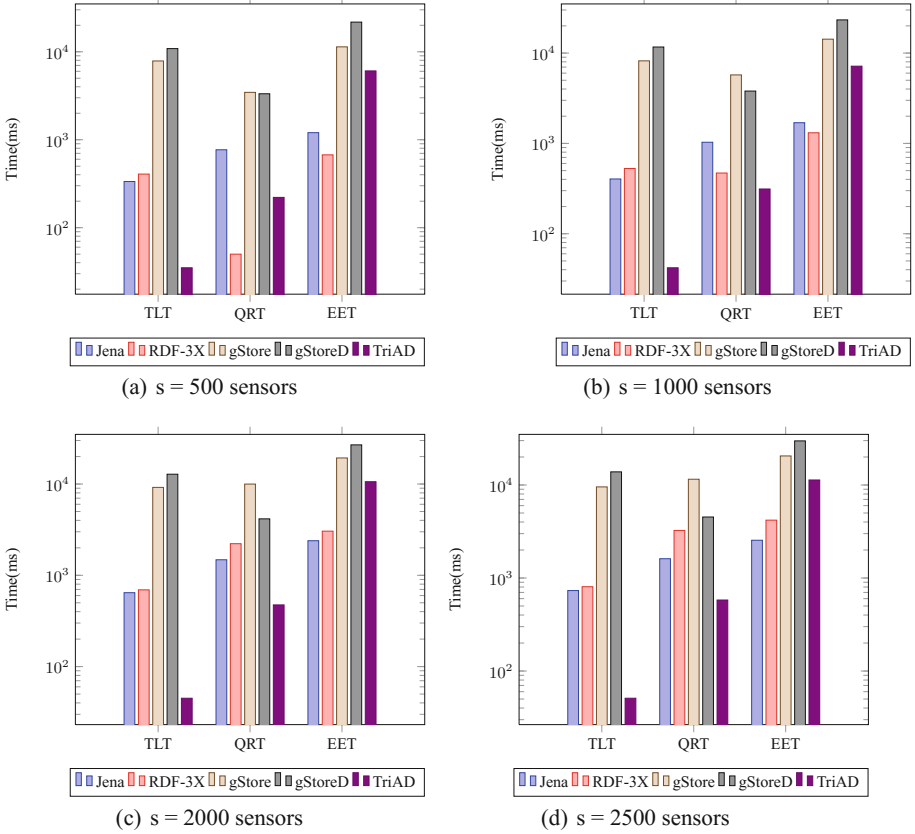 10^4
10^3
10^2
Time(ms)
TLT QRT EET
Jena RDF-3X gStore gStoreD TriAD
(a) s = 500 sensors
10^4
10^3
10^2
Time(ms)
TLT QRT EET
Jena RDF-3X gStore gStoreD TriAD
(b) s = 1000 sensors
10^4
10^3
10^2
Time(ms)
TLT QRT EET
Jena RDF-3X gStore gStoreD TriAD
(c) s = 2000 sensors
10^4
10^3
10^2
Time(ms)
TLT QRT EET
Jena RDF-3X gStore gStoreD TriAD
(d) s = 2500 sensors